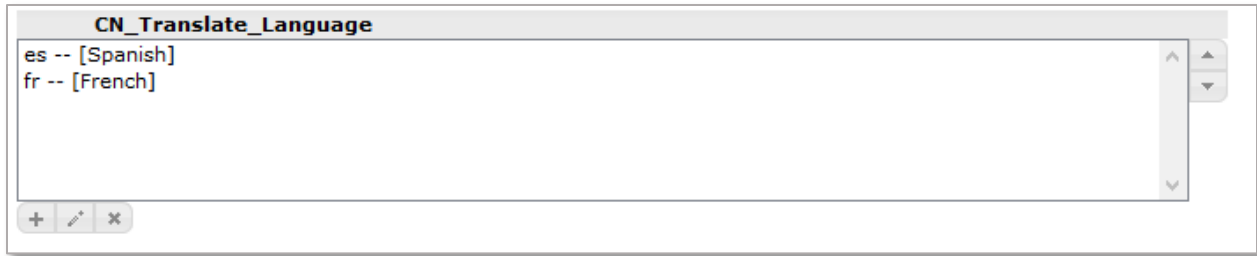 CN_Translate_Language
es -- [Spanish]
fr -- [French]